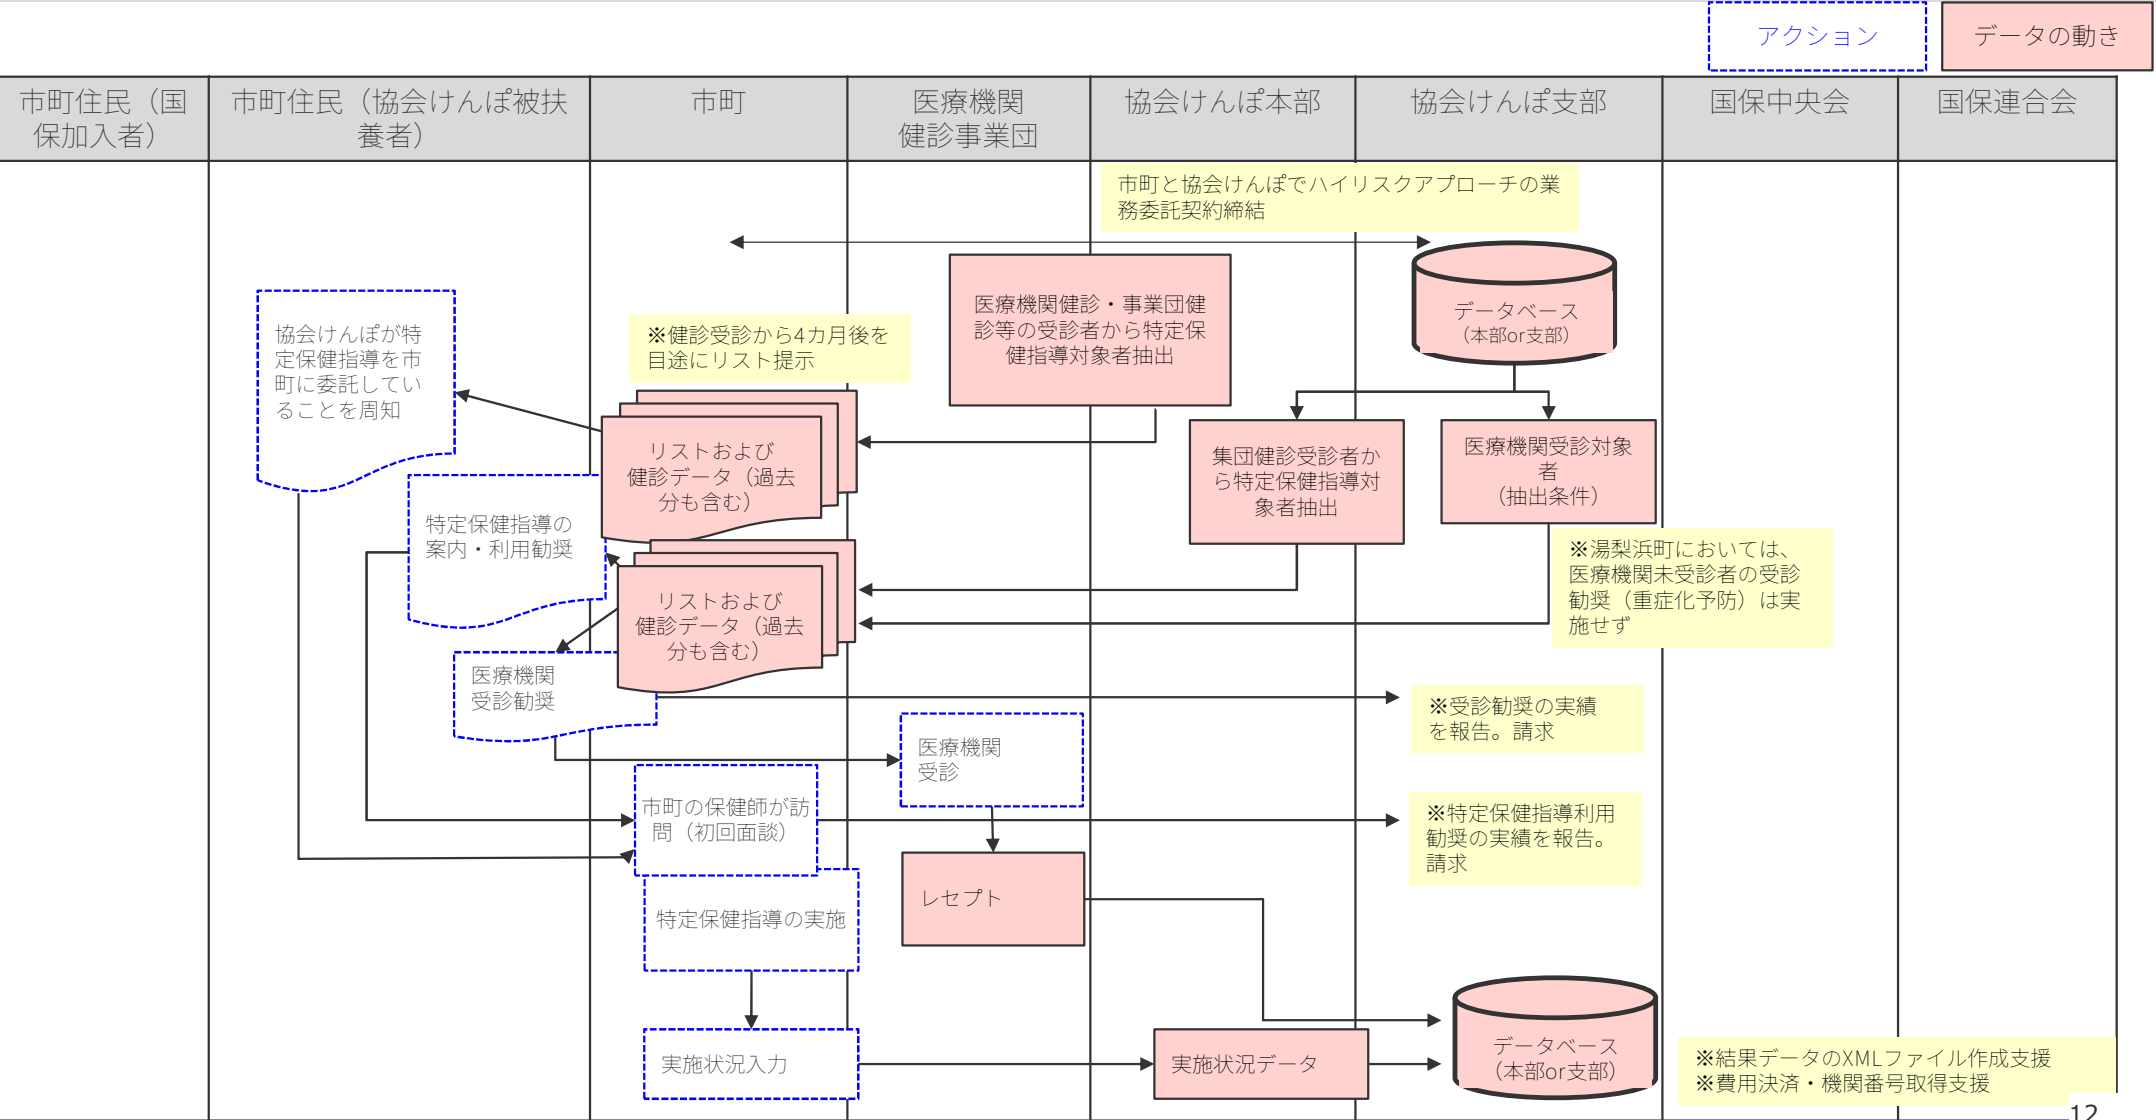 アクション
データの動き
市町住民（国
保加入者）
市町住民（協会けんぽ被扶
養者）
市町
医療機関
健診事業団
協会けんぽ本部
協会けんぽ支部
国保中央会
国保連合会
市町と協会けんぽでハイリスクアプローチの業
務委託契約締結
医療機関健診・事業団健
診等の受診者から特定保
健指導対象者抽出
データベース
（本部or支部）
協会けんぽが特
定保健指導を市
町に委託してい
ることを周知
※健診受診から4カ月後を
目途にリスト提示
リストおよび
健診データ（過去
分も含む）
集団健診受診者か
ら特定保健指導対
象者抽出
医療機関受診対象
者
（抽出条件）
特定保健指導の
案内・利用勧奨
※湯梨浜町においては、
医療機関未受診者の受診
勧奨（重症化予防）は実
施せず
リストおよび
健診データ（過去
分も含む）
医療機関
受診勧奨
※受診勧奨の実績
を報告。請求
医療機関
受診
市町の保健師が訪
問（初回面談）
※特定保健指導利用
勧奨の実績を報告。
請求
レセプト
特定保健指導の実施
実施状況入力
実施状況データ
データベース
（本部or支部）
※結果データのXMLファイル作成支援
※費用決済・機関番号取得支援
12